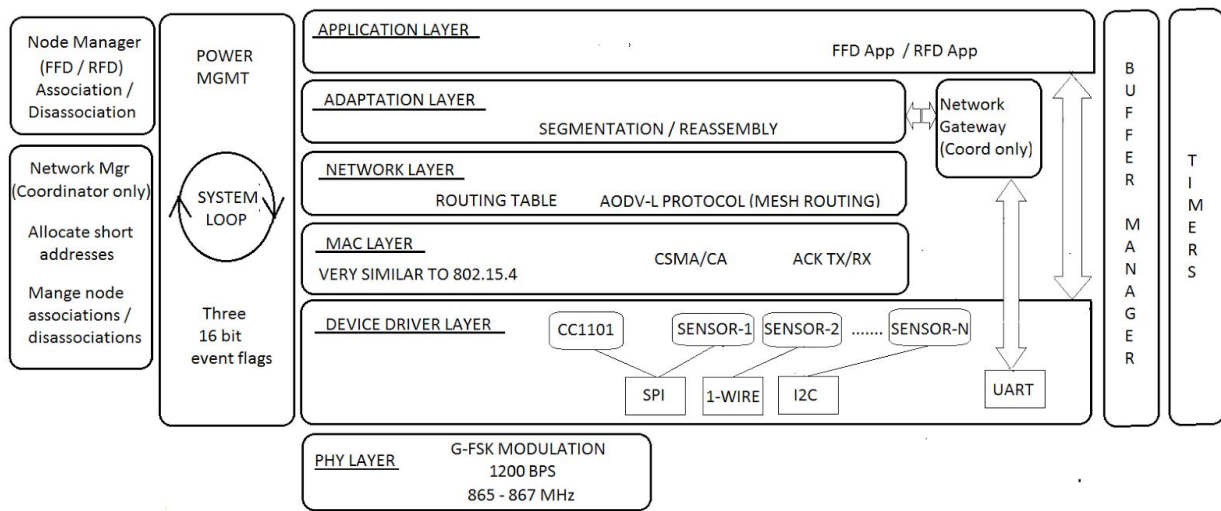 Node Manager
(FFD / RFD)
Association /
Disassociation
Network Mgr
(Coordinator only)
Allocate short
addresses
Mange node
associations /
disassociations
POWER
MGMT
SYSTEM
LOOP
Three
16 bit
event flags
APPLICATION LAYER
FFD App / RFD App
ADAPTATION LAYER
SEGMENTATION / REASSEMBLY
Network
Gateway
(Coord only)
NETWORK LAYER
ROUTING TABLE AODV-L PROTOCOL (MESH ROUTING)
MAC LAYER
CSMA/CA ACK TX/RX
VERY SIMILAR TO 802.15.4
DEVICE DRIVER LAYER
CC1101 SENSOR-1 SENSOR-2 ....... SENSOR-N
SPI 1-WIRE I2C UART
PHY LAYER
G-FSK MODULATION
1200 BPS
865 - 867 MHz
BUFFER MANAGER
TIMERS